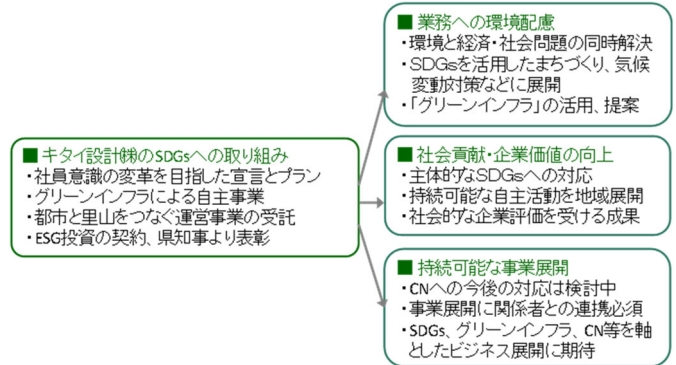 ■ キタイ設計㈱のSDGsへの取り組み
・社員意識の変革を目指した宣言とプラン
・グリーンインフラによる自主事業
・都市と里山をつなぐ運営事業の受託
・ESG投資の契約、県知事より表彰
■ 業務への環境配慮
・環境と経済・社会問題の同時解決
・SDGsを活用したまちづくり、気候
変動対策などに展開
・「グリーンインフラ」の活用、提案
■ 社会貢献・企業価値の向上
・主体的なSDGsへの対応
・持続可能な自主活動を地域展開
・社会的な企業評価を受ける成果
■ 持続可能な事業展開
・CNへの今後の対応は検討中
・事業展開に関係者との連携必須
・SDGs、グリーンインフラ、CN等を軸
としたビジネス展開に期待